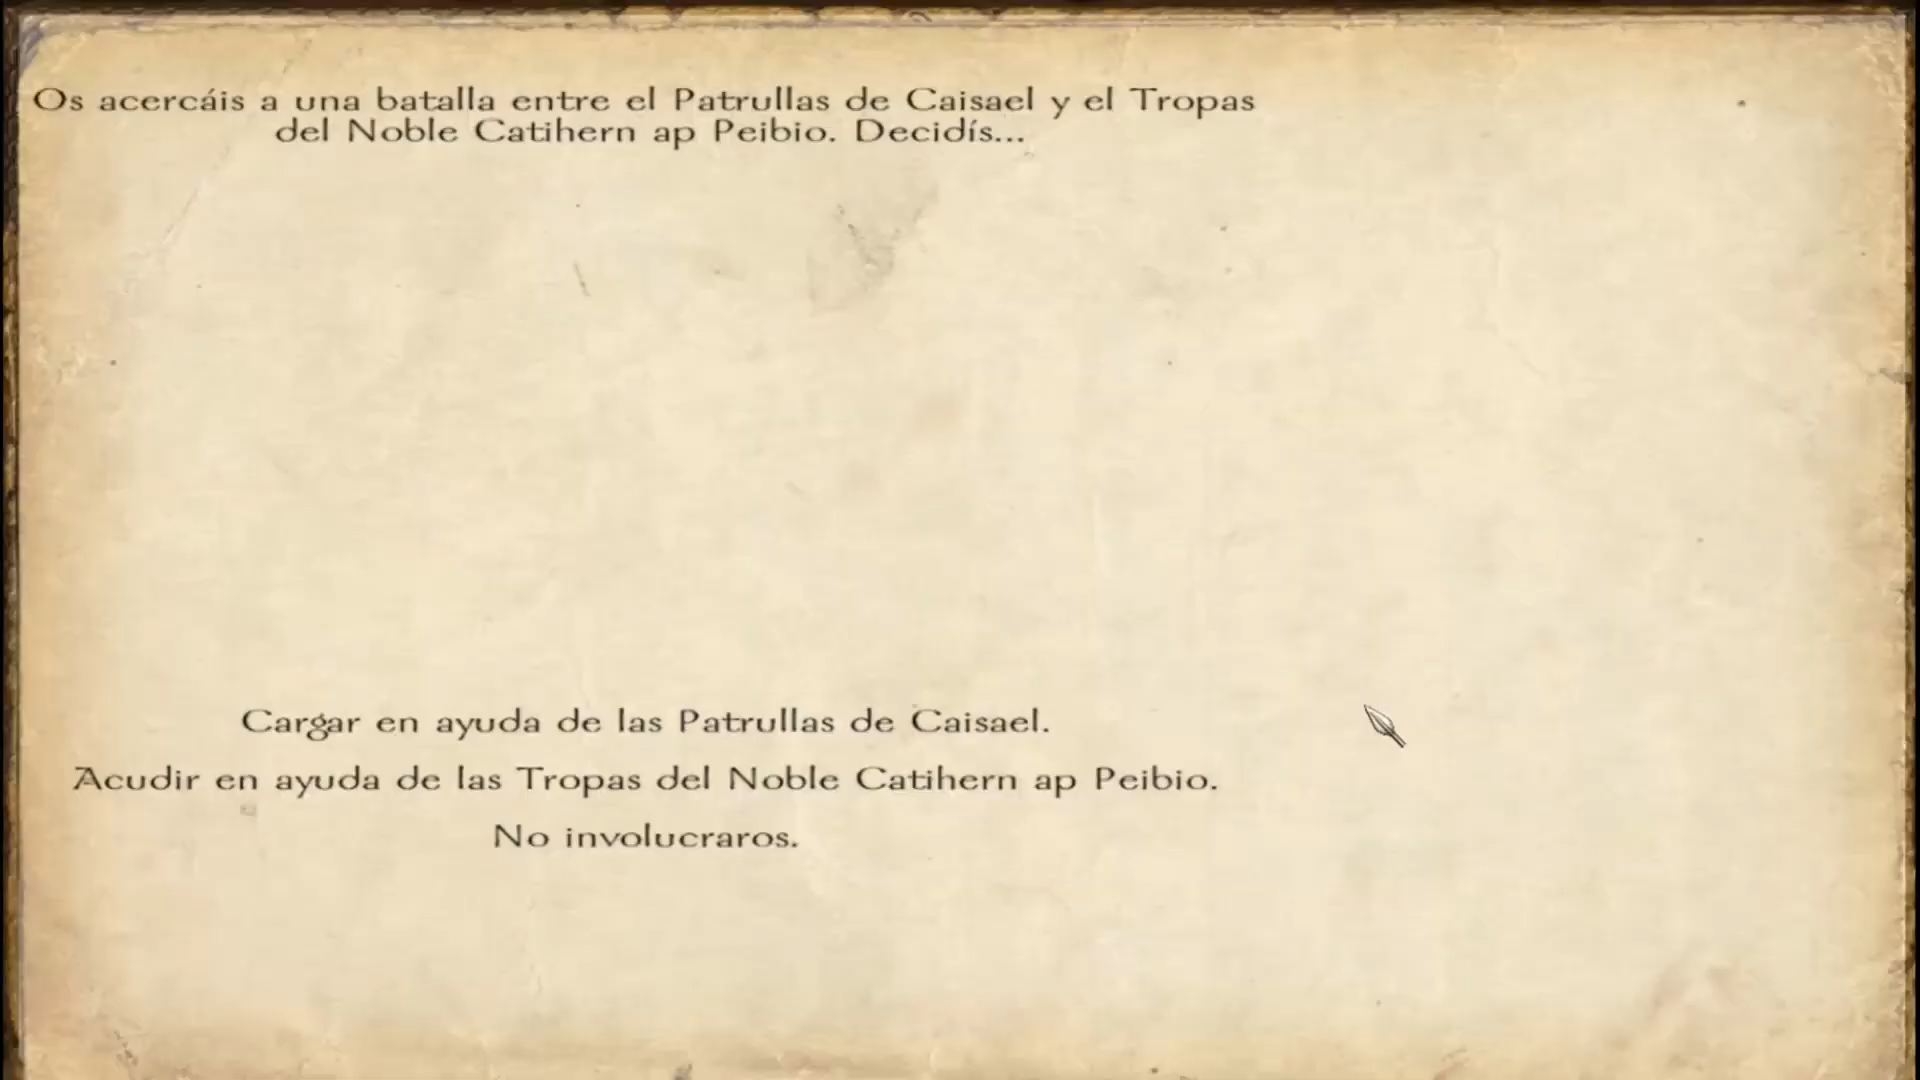 Os acercáis a una batalla entre el Patrullas de Caisael y el Tropas
del Noble Catihern ap Peibio. Decidís...
Cargar en ayuda de las Patrullas de Caisael.
Acudir en ayuda de las Tropas del Noble Catihern ap Peibio.
No involucraros.